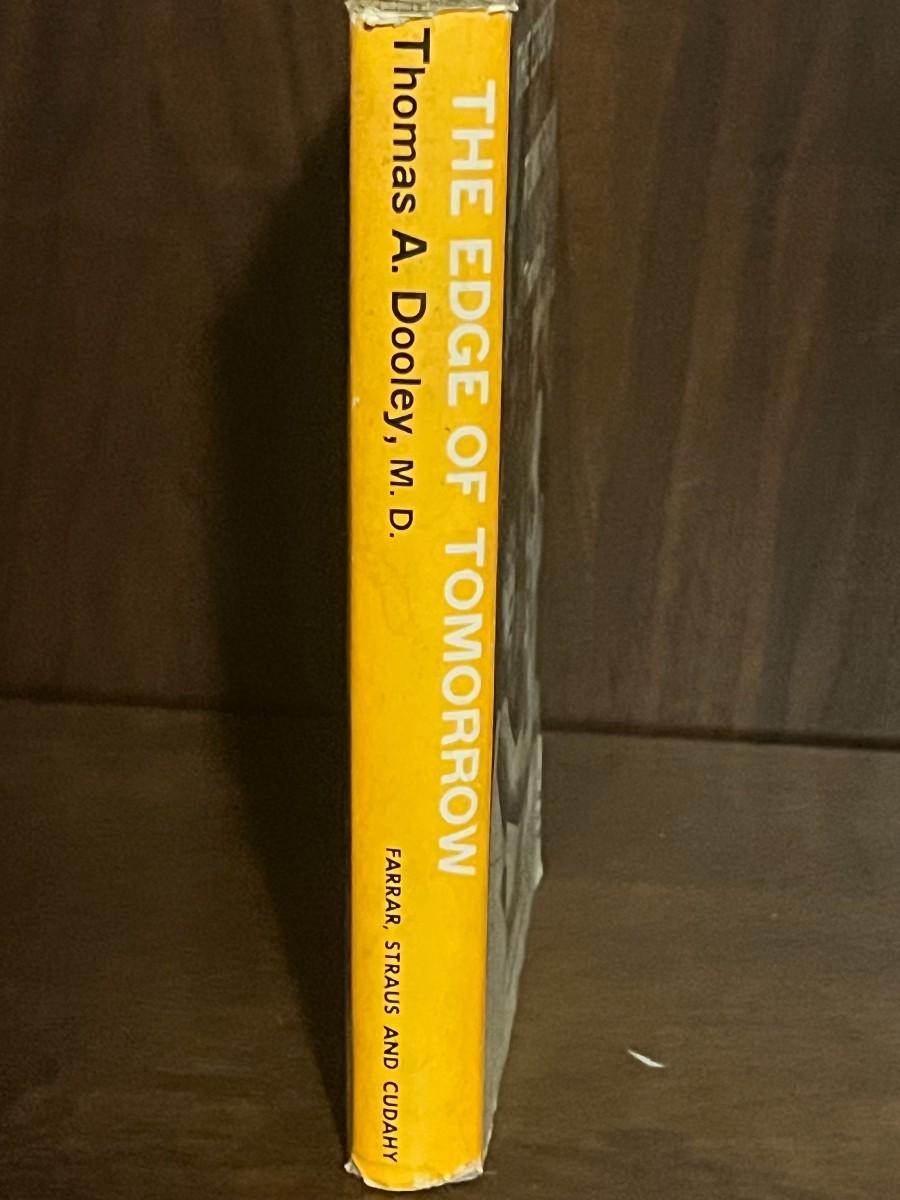 THE EDGE OF TOMORROW
Thomas A. Dooley, M. D.
FARRAR, STRAUS AND CUDAHY